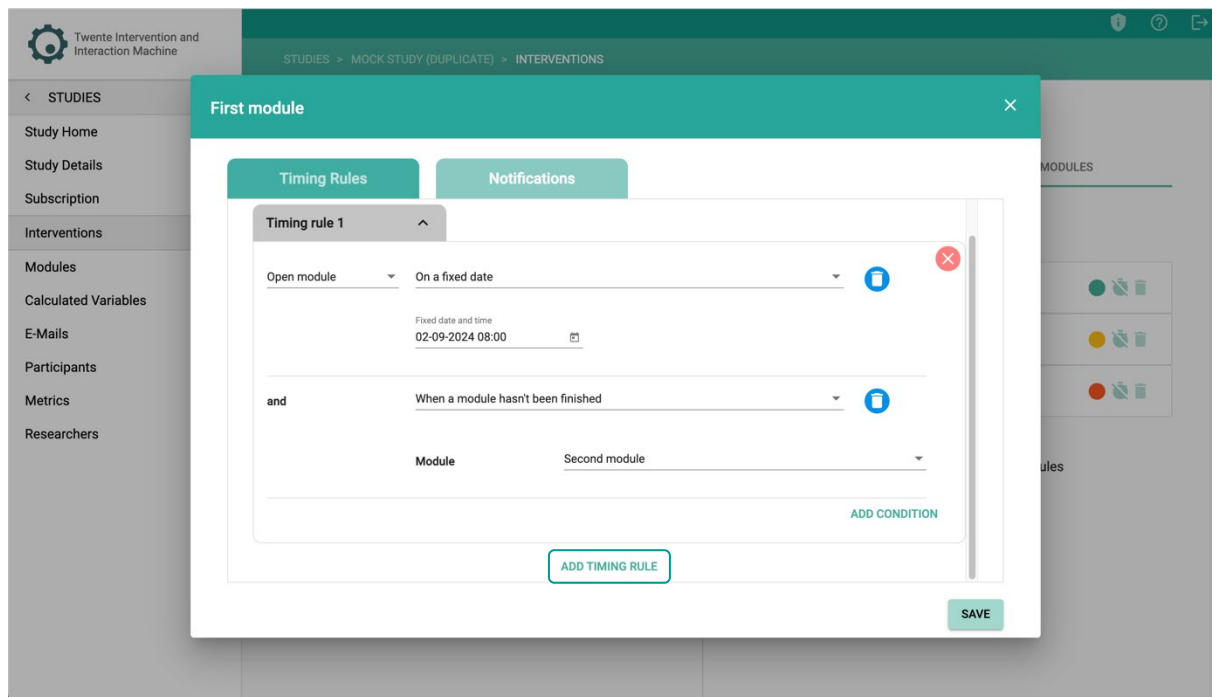 Twente Intervention and
Interaction Machine
STUDIES > MOCK STUDY (DUPLICATE) > INTERVENTIONS
< STUDIES
Study Home
Study Details
Subscription
Interventions
Modules
Calculated Variables
E-Mails
Participants
Metrics
Researchers
First module
Timing Rules
Notifications
MODULES
Timing rule 1
Open module
On a fixed date
Fixed date and time
02-09-2024 08:00
and
When a module hasn't been finished
Module
Second module
ADD CONDITION
ADD TIMING RULE
SAVE